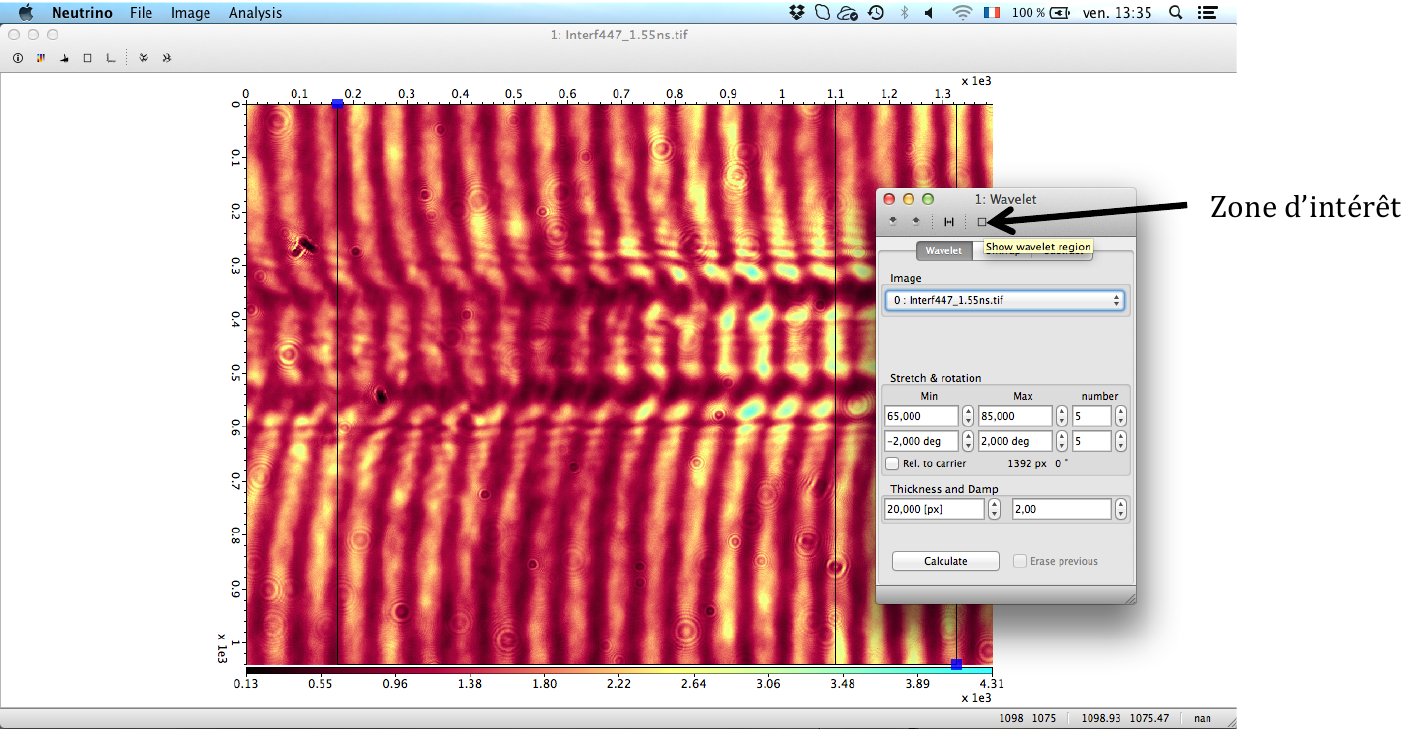 Neutrino File Image Analysis 100 % ven. 13:35
1: Interf447_1.55ns.tif
x 1e3
0 0.1 0.2 0.3 0.4 0.5 0.6 0.7 0.8 0.9 1 1.1 1.2 1.3
0
0.1
0.2
0.3
0.4
0.5
0.6
0.7
0.8
0.9
1
x 1e3
0.13 0.55 0.96 1.38 1.80 2.22 2.64 3.06 3.48 3.89 4.31
x 1e3
1: Wavelet
Zone d'intérêt
Show wavelet region
Wavelet
Image
0 : Interf447_1.55ns.tif
Stretch & rotation
Min Max number
65,000 85,000 5
-2,000 deg 2,000 deg 5
Rel. to carrier 1392 px 0 °
Thickness and Damp
20,000 [px] 2,00
Calculate Erase previous
1098 1075 1098.93 1075.47 nan